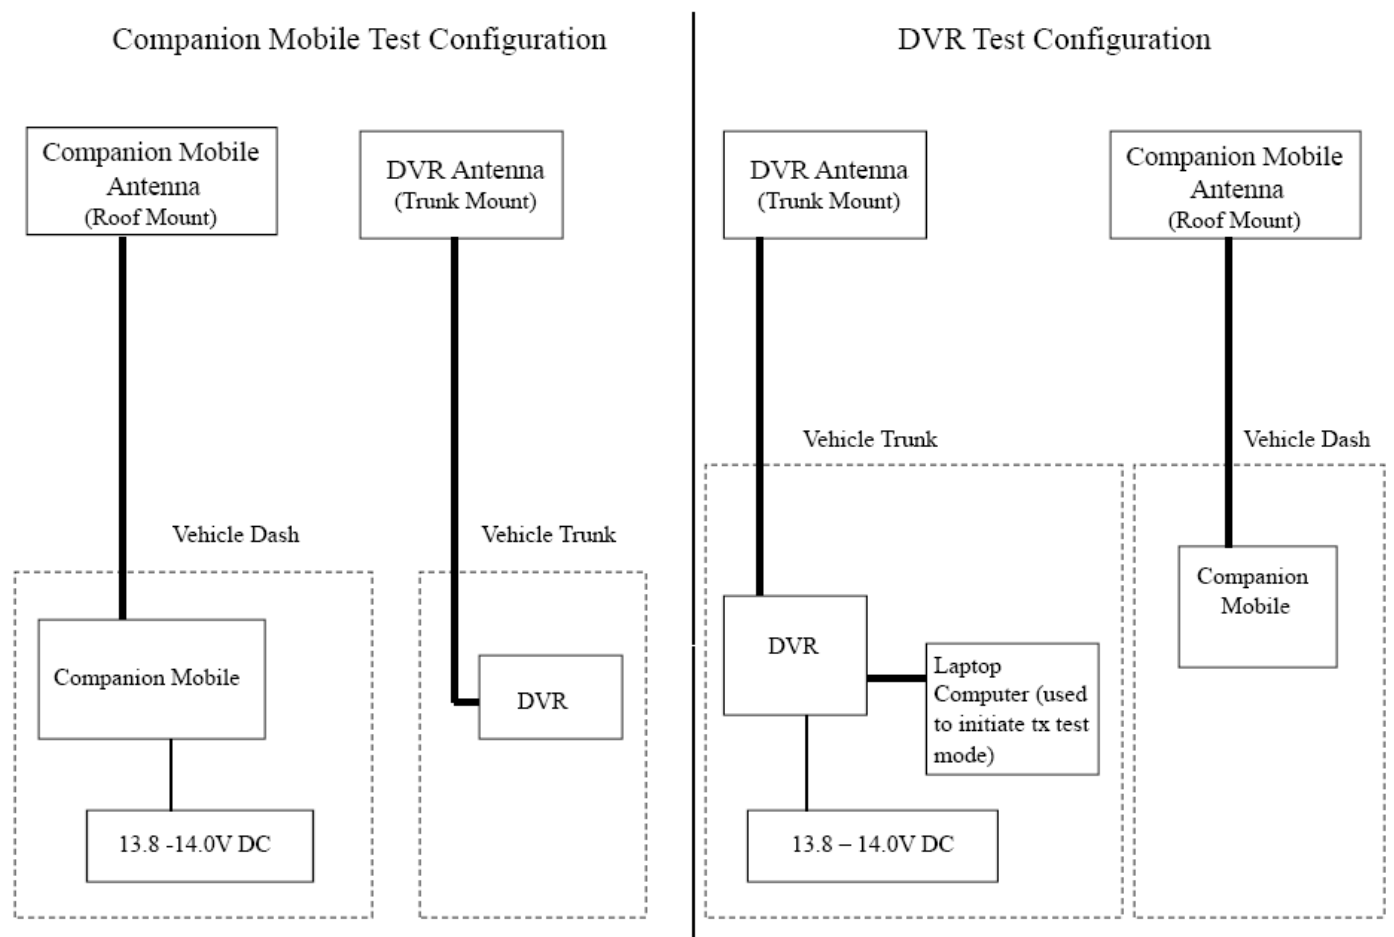 Companion Mobile Test Configuration
Companion Mobile
Antenna
(Roof Mount)
DVR Antenna
(Trunk Mount)
Vehicle Dash
Vehicle Trunk
Companion Mobile
DVR
13.8 -14.0V DC
DVR Test Configuration
DVR Antenna
(Trunk Mount)
Companion Mobile
Antenna
(Roof Mount)
Vehicle Trunk
Vehicle Dash
DVR
Laptop
Computer (used
to initiate tx test
mode)
Companion
Mobile
13.8 – 14.0V DC